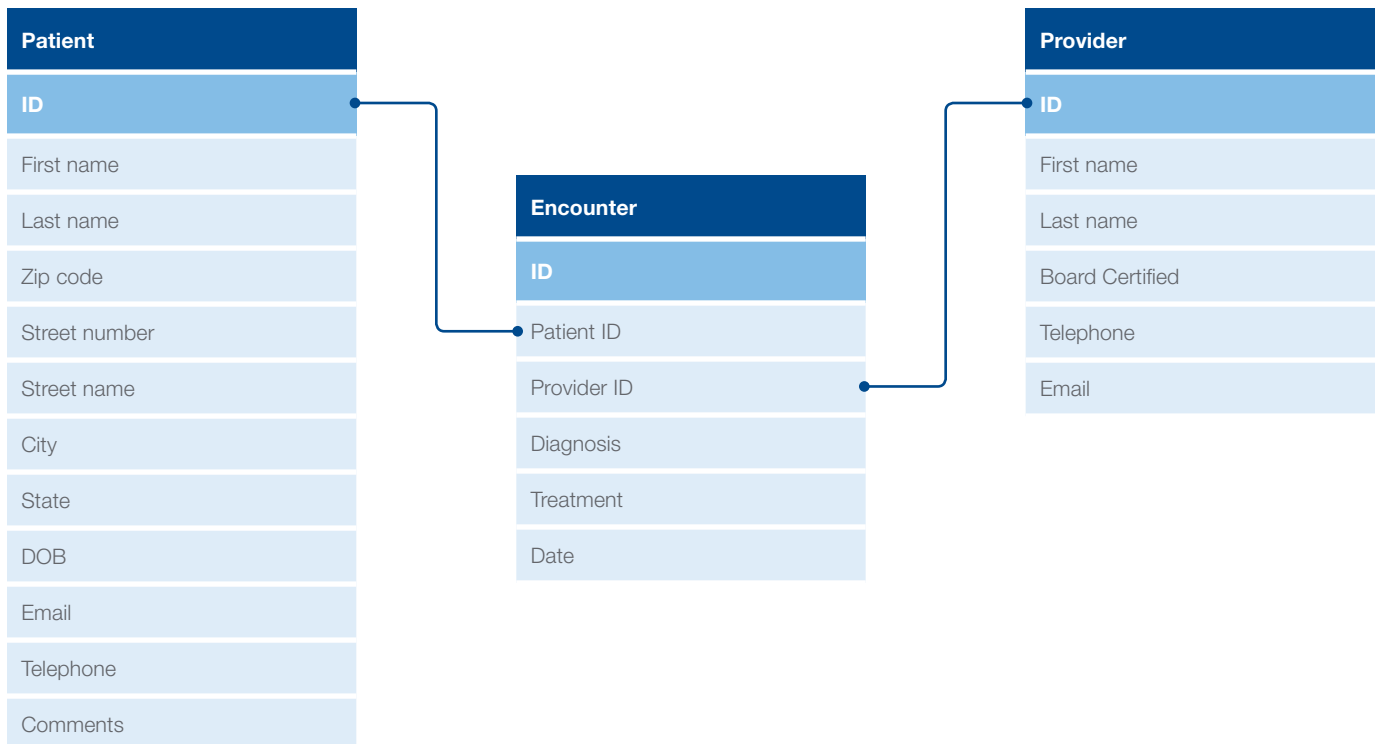 Patient
ID
First name
Last name
Zip code
Street number
Street name
City
State
DOB
Email
Telephone
Comments
Encounter
ID
Patient ID
Provider ID
Diagnosis
Treatment
Date
Provider
ID
First name
Last name
Board Certified
Telephone
Email